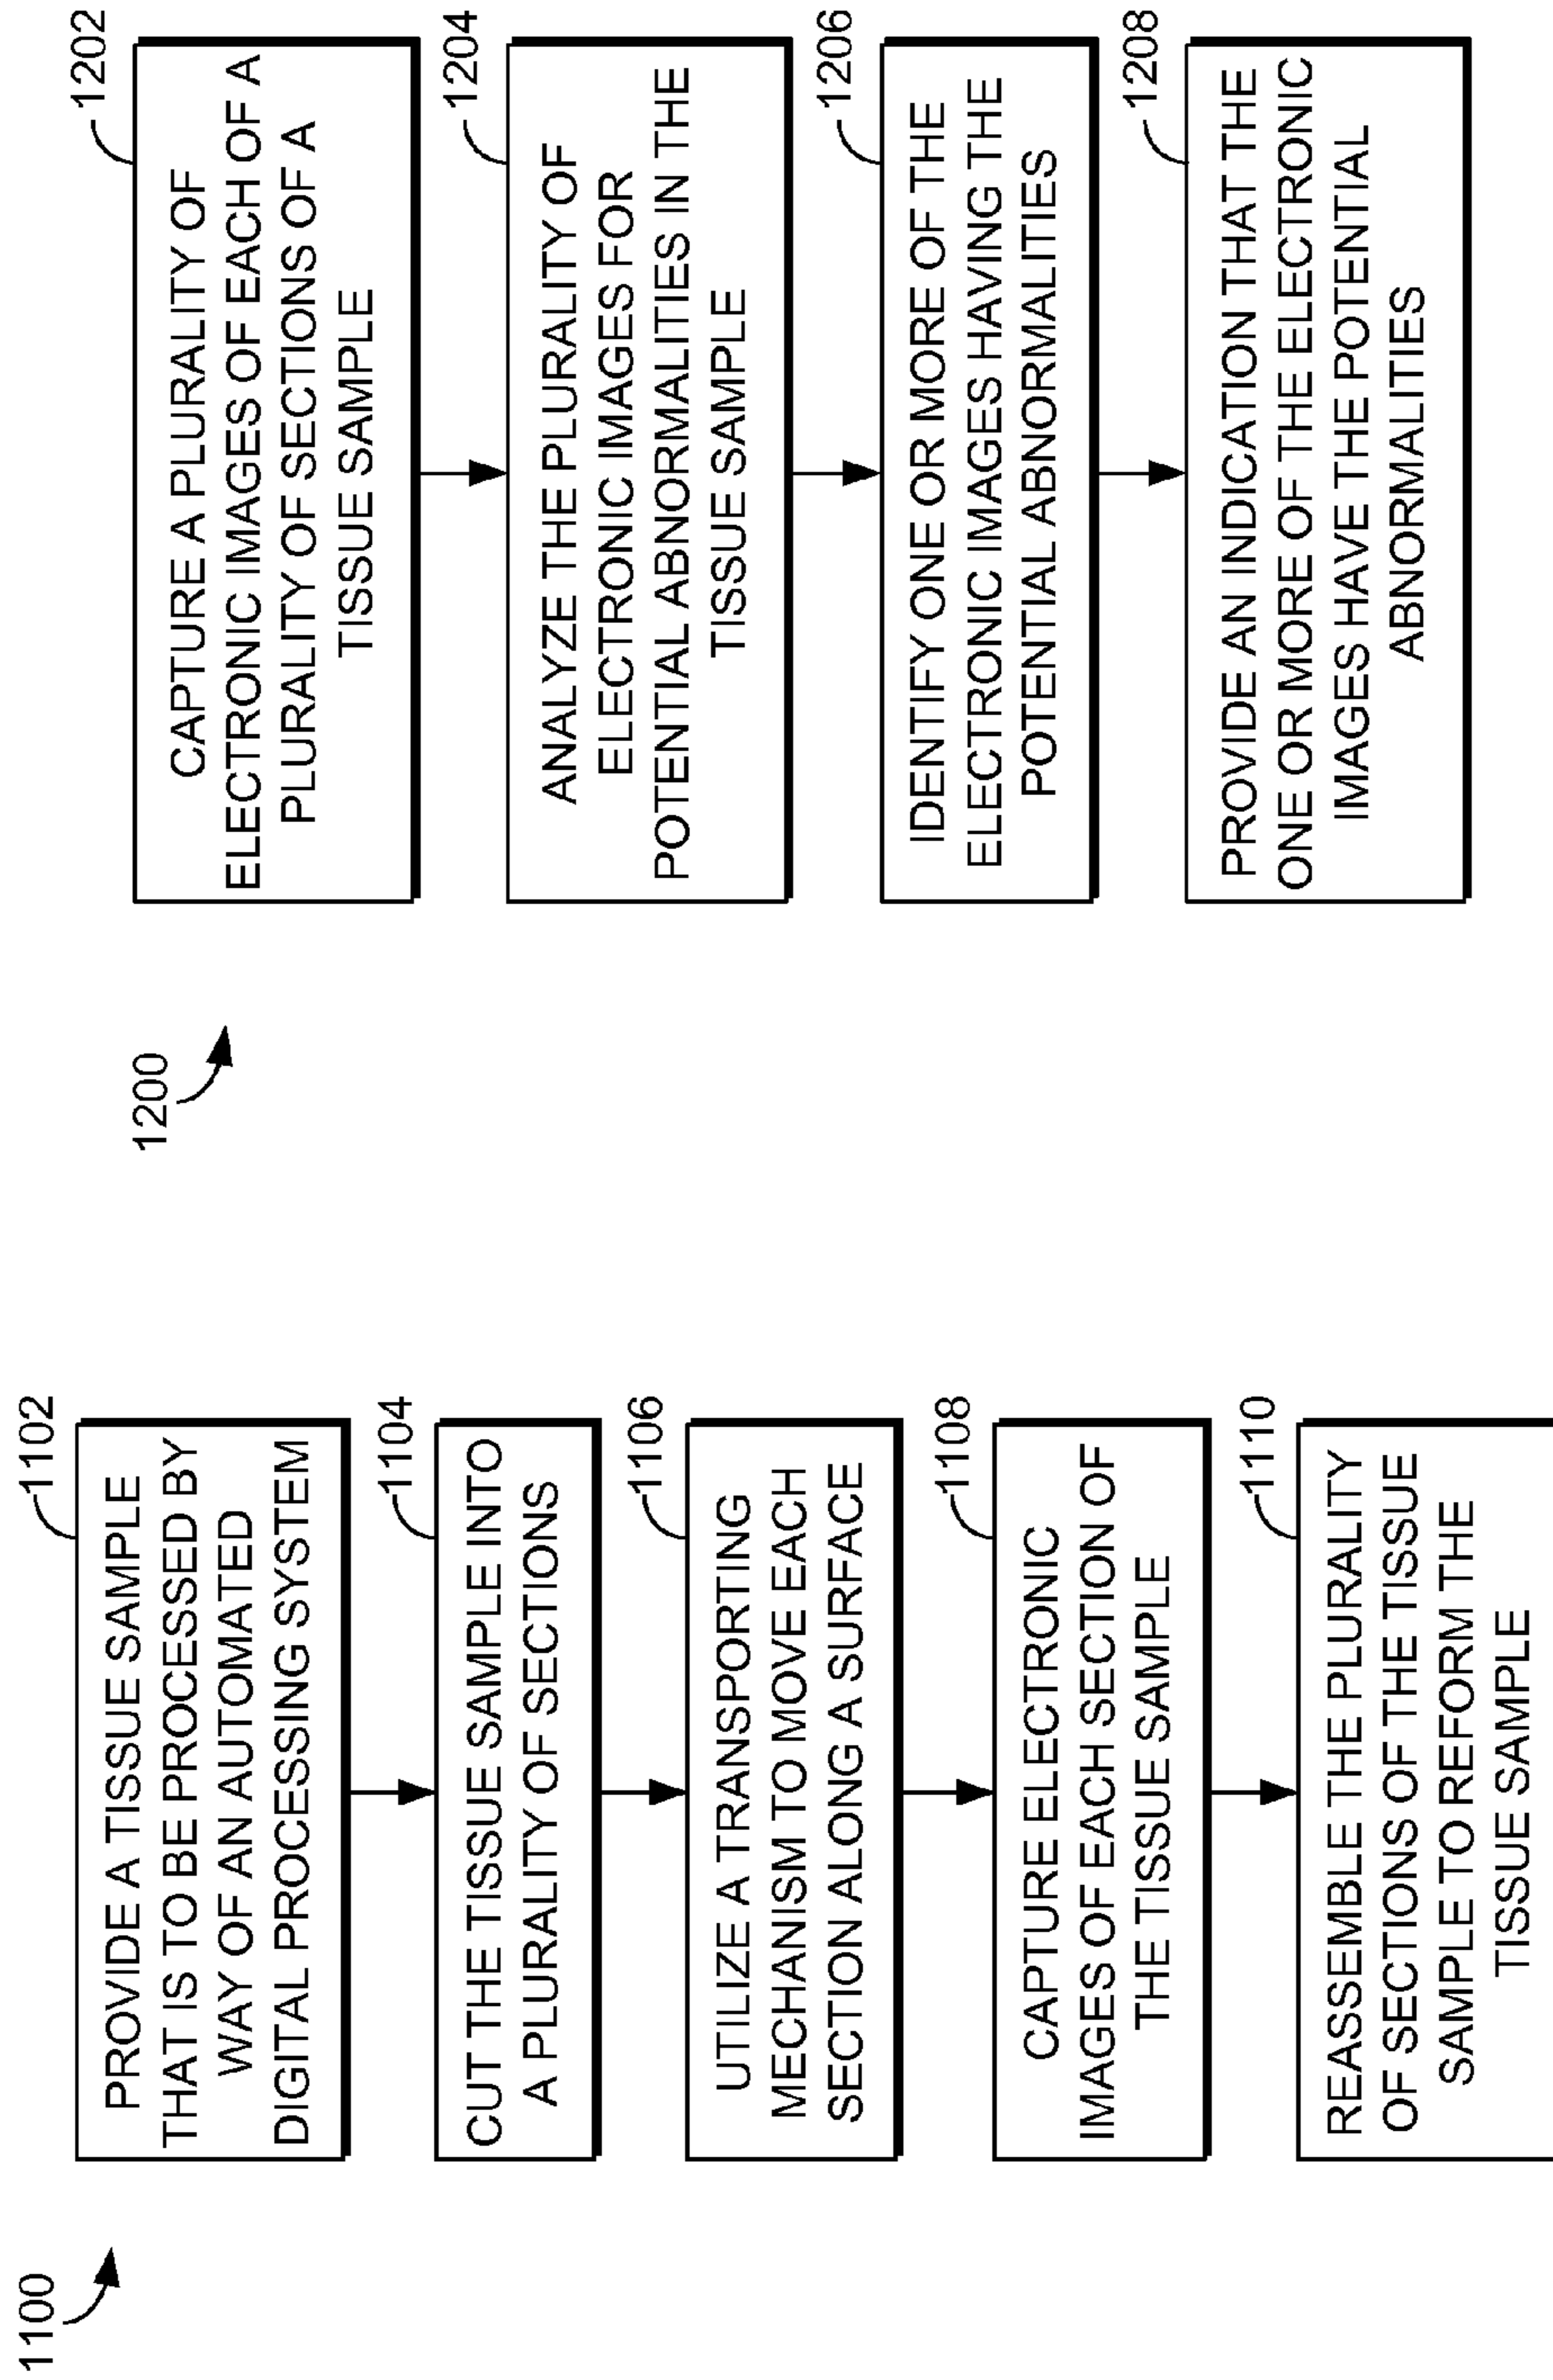 1100
1102
PROVIDE A TISSUE SAMPLE
THAT IS TO BE PROCESSED BY
WAY OF AN AUTOMATED
DIGITAL PROCESSING SYSTEM
1104
CUT THE TISSUE SAMPLE INTO
A PLURALITY OF SECTIONS
1106
UTILIZE A TRANSPORTING
MECHANISM TO MOVE EACH
SECTION ALONG A SURFACE
1108
CAPTURE ELECTRONIC
IMAGES OF EACH SECTION OF
THE TISSUE SAMPLE
1110
REASSEMBLE THE PLURALITY
OF SECTIONS OF THE TISSUE
SAMPLE TO REFORM THE
TISSUE SAMPLE
1200
1202
CAPTURE A PLURALITY OF
ELECTRONIC IMAGES OF EACH OF A
PLURALITY OF SECTIONS OF A
TISSUE SAMPLE
1204
ANALYZE THE PLURALITY OF
ELECTRONIC IMAGES FOR
POTENTIAL ABNORMALITIES IN THE
TISSUE SAMPLE
1206
IDENTIFY ONE OR MORE OF THE
ELECTRONIC IMAGES HAVING THE
POTENTIAL ABNORMALITIES
1208
PROVIDE AN INDICATION THAT THE
ONE OR MORE OF THE ELECTRONIC
IMAGES HAVE THE POTENTIAL
ABNORMALITIES